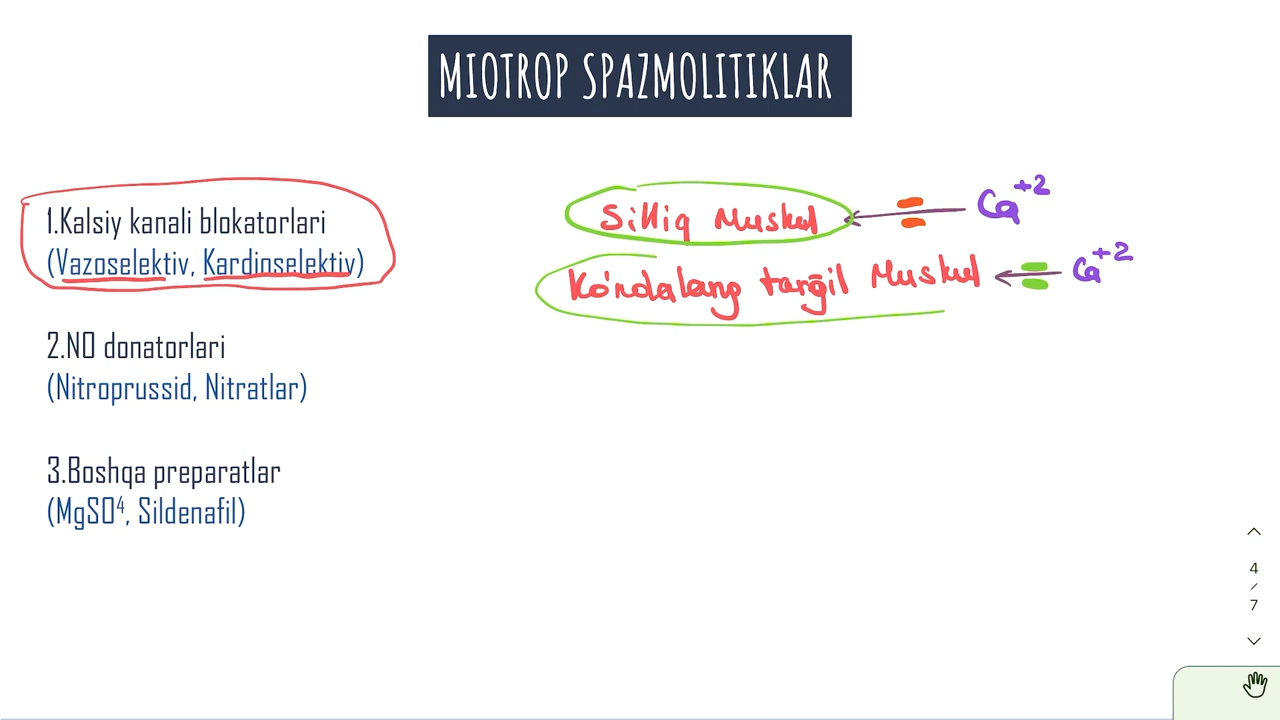 MIOTROP SPAZMOLITIKLAR
1.Kalsiy kanali blokatorlari
(Vazoselektiv, Kardioselektiv)
2.NO donatorlari
(Nitroprussid, Nitratlar)
3.Boshqa preparatlar
(MgSO⁴, Sildenafil)
Silliq Muskul
Ca⁺²
Ko'ndalang targ'il Muskul
Ca⁺²
4
/
7